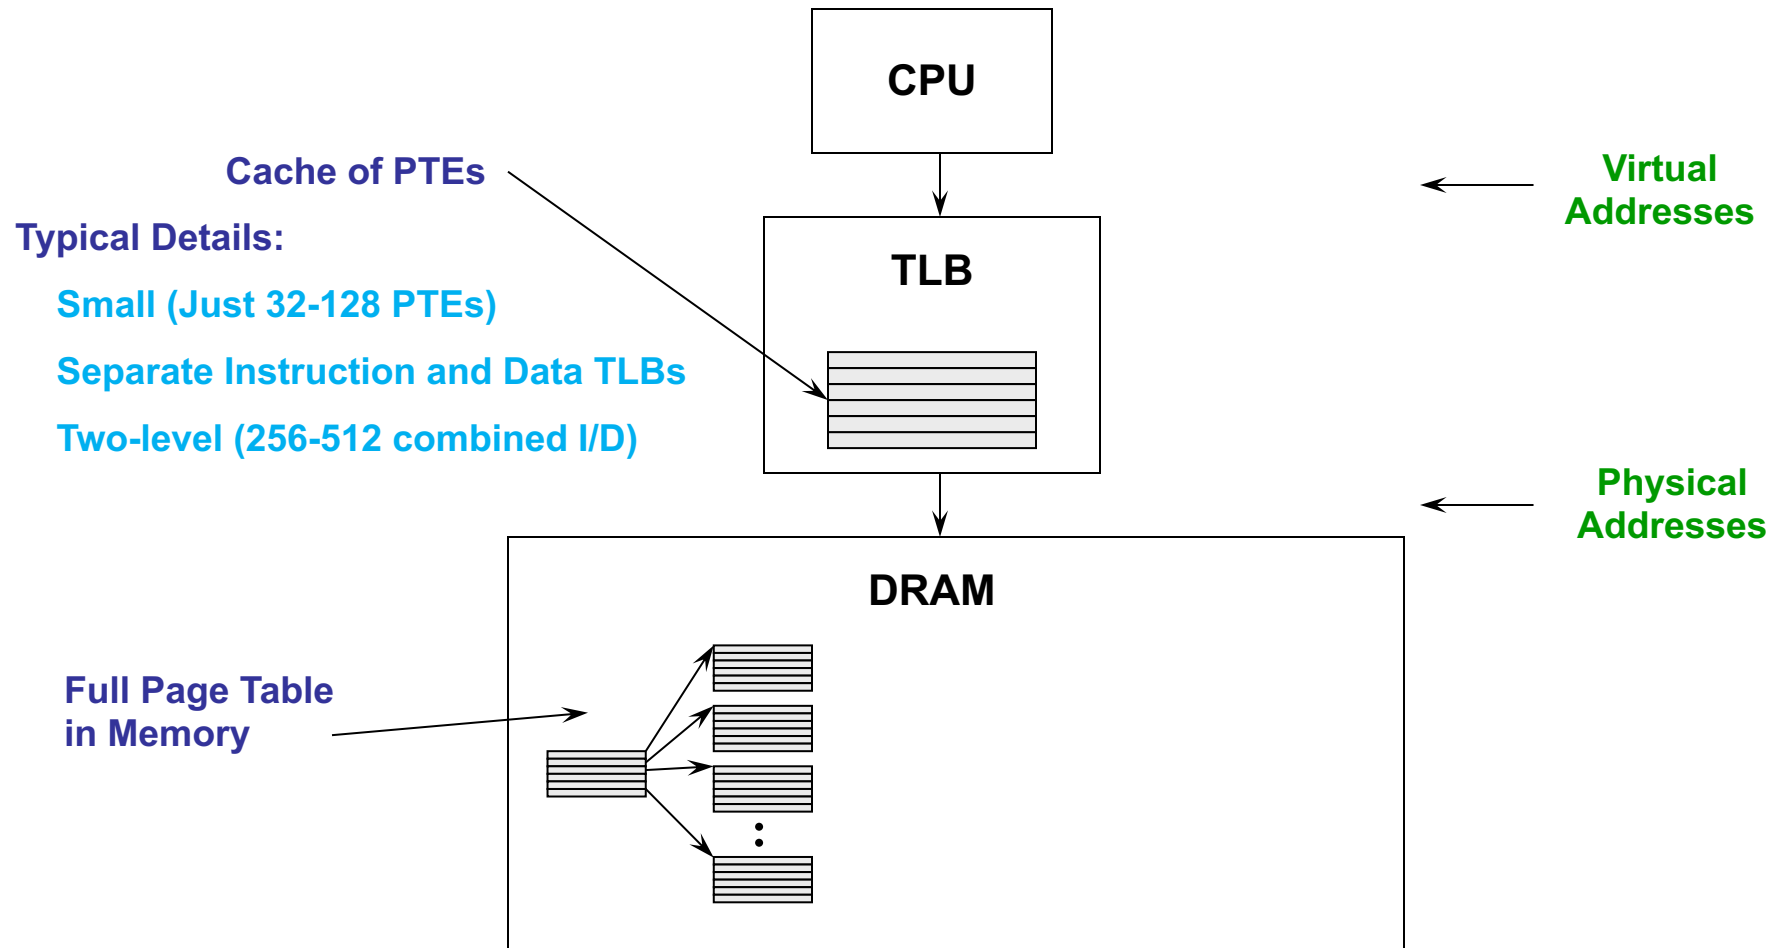 CPU
Cache of PTEs
Virtual
Addresses
Typical Details:
TLB
Small (Just 32-128 PTEs)
Separate Instruction and Data TLBs
Two-level (256-512 combined I/D)
Physical
Addresses
DRAM
Full Page Table
in Memory